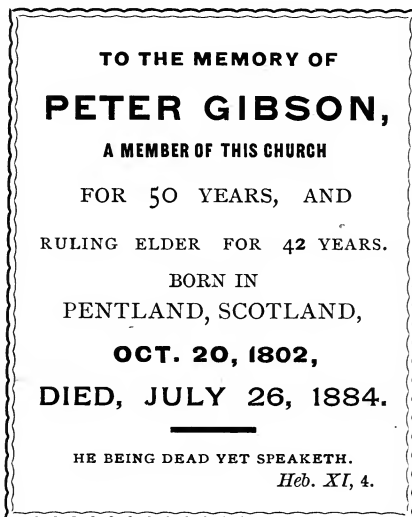 TO THE MEMORY OF
PETER GIBSON,
A MEMBER OF THIS CHURCH
FOR 50 YEARS, AND
RULING ELDER FOR 42 YEARS.
BORN IN
PENTLAND, SCOTLAND,
OCT. 20, 1802,
DIED, JULY 26, 1884.
HE BEING DEAD YET SPEAKETH.
Heb. XI, 4.